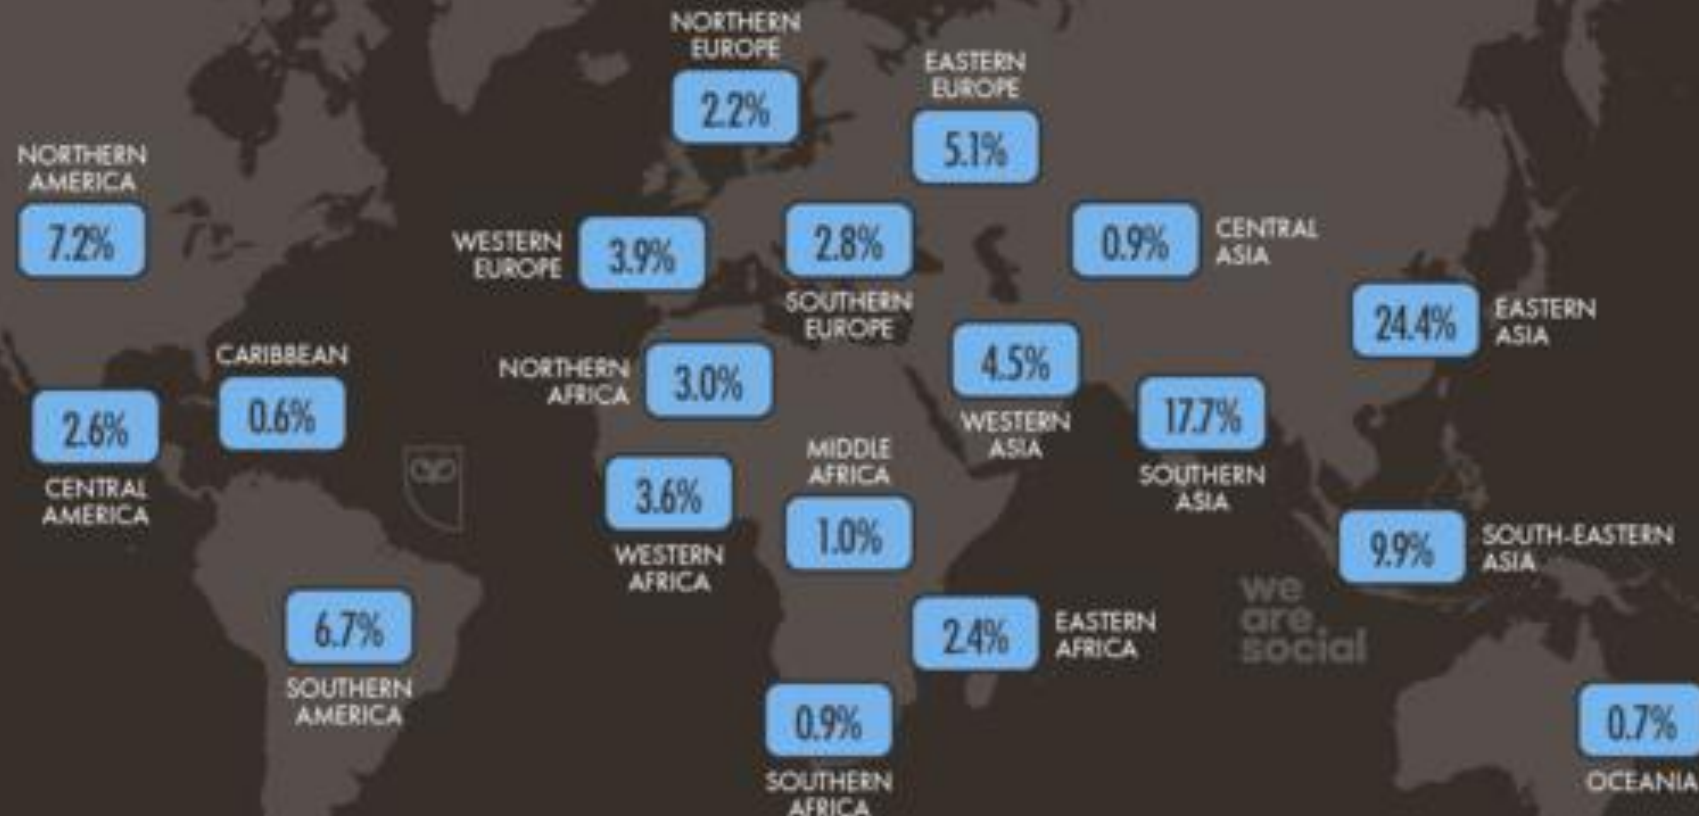 NORTHERN
EUROPE
2.2%
EASTERN
EUROPE
5.1%
NORTHERN
AMERICA
7.2%
WESTERN
EUROPE
3.9%
2.8%
SOUTHERN
EUROPE
0.9%
CENTRAL
ASIA
24.4%
EASTERN
ASIA
CARIBBEAN
0.6%
NORTHERN
AFRICA
3.0%
4.5%
WESTERN
ASIA
17.7%
SOUTHERN
ASIA
2.6%
CENTRAL
AMERICA
3.6%
WESTERN
AFRICA
MIDDLE
AFRICA
1.0%
9.9%
SOUTH-EASTERN
ASIA
6.7%
SOUTHERN
AMERICA
2.4%
EASTERN
AFRICA
we
are
social
0.9%
SOUTHERN
AFRICA
0.7%
OCEANIA